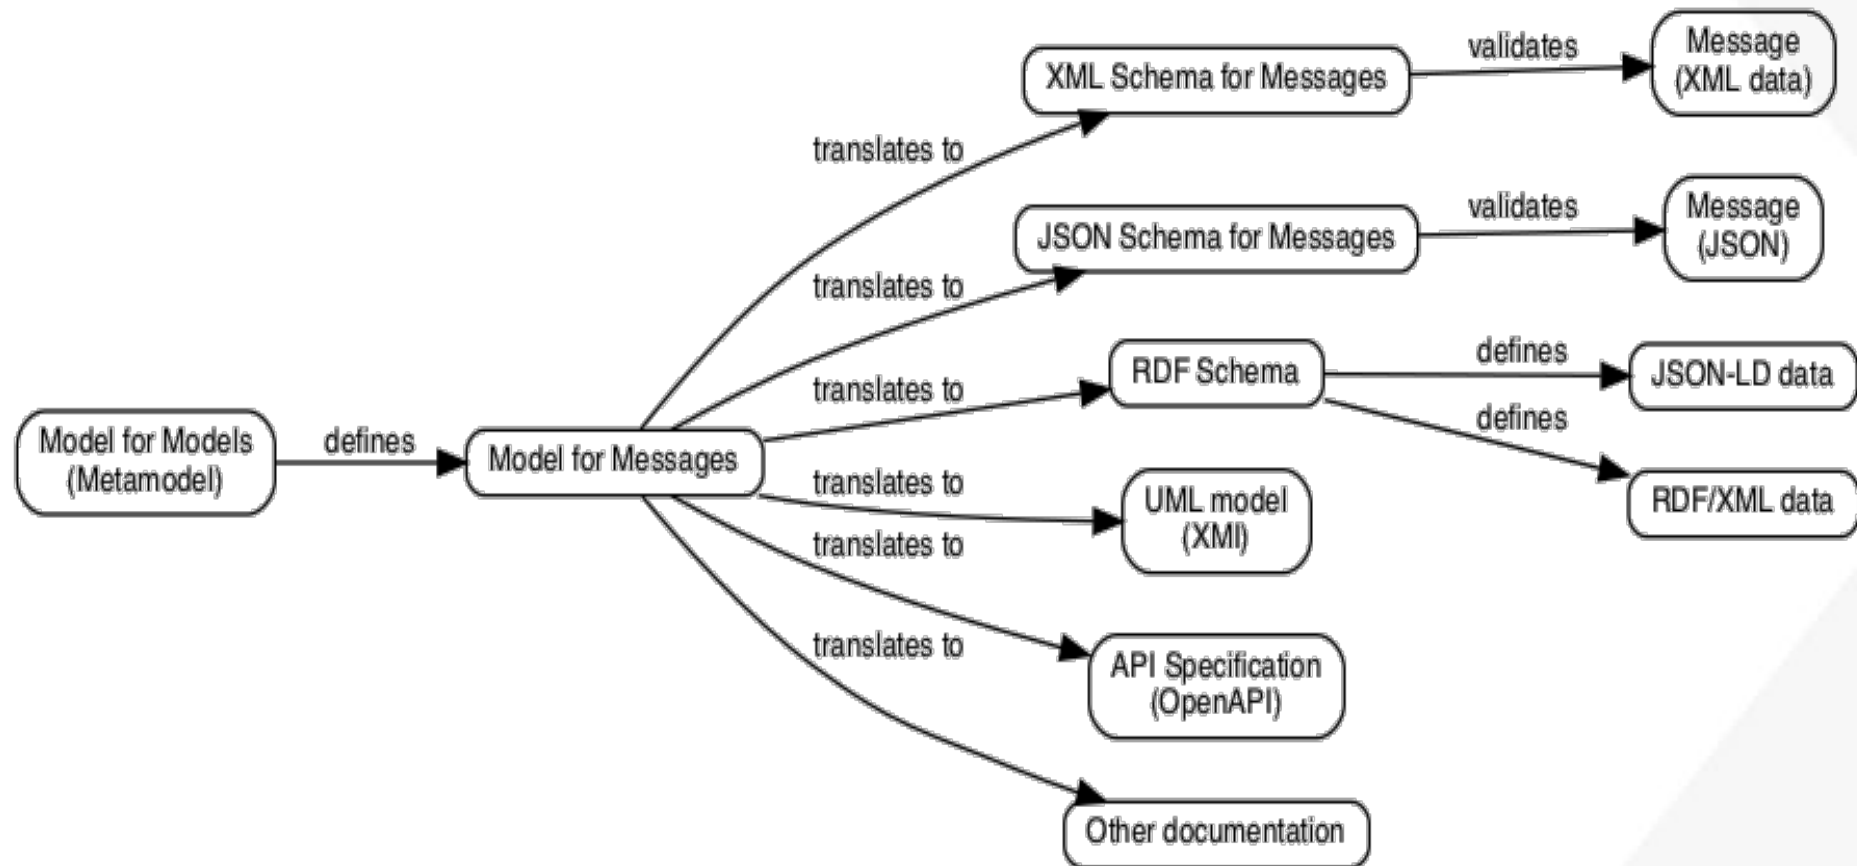 validates
Message
(XML data)
XML Schema for Messages
translates to
validates
Message
(JSON)
JSON Schema for Messages
translates to
defines
JSON-LD data
RDF Schema
translates to
defines
RDF/XML data
Model for Models
(Metamodel)
defines
Model for Messages
translates to
UML model
(XMI)
translates to
API Specification
(OpenAPI)
translates to
Other documentation